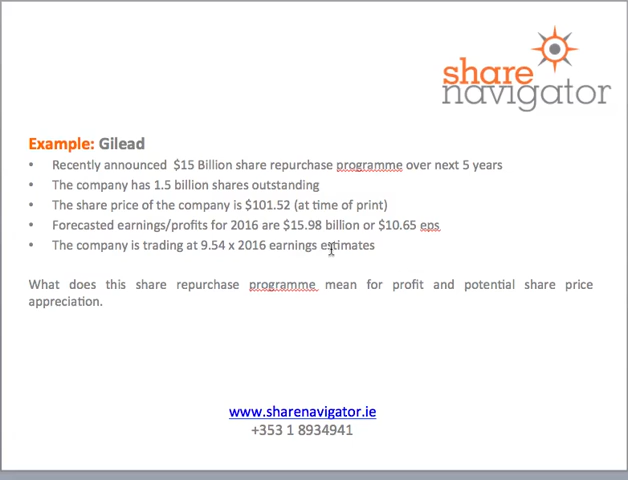 share
navigator
Example: Gilead
• Recently announced $15 Billion share repurchase programme over next 5 years
• The company has 1.5 billion shares outstanding
• The share price of the company is $101.52 (at time of print)
• Forecasted earnings/profits for 2016 are $15.98 billion or $10.65 eps
• The company is trading at 9.54 x 2016 earnings estimates
What does this share repurchase programme mean for profit and potential share price
appreciation.
www.sharenavigator.ie
+353 1 8934941